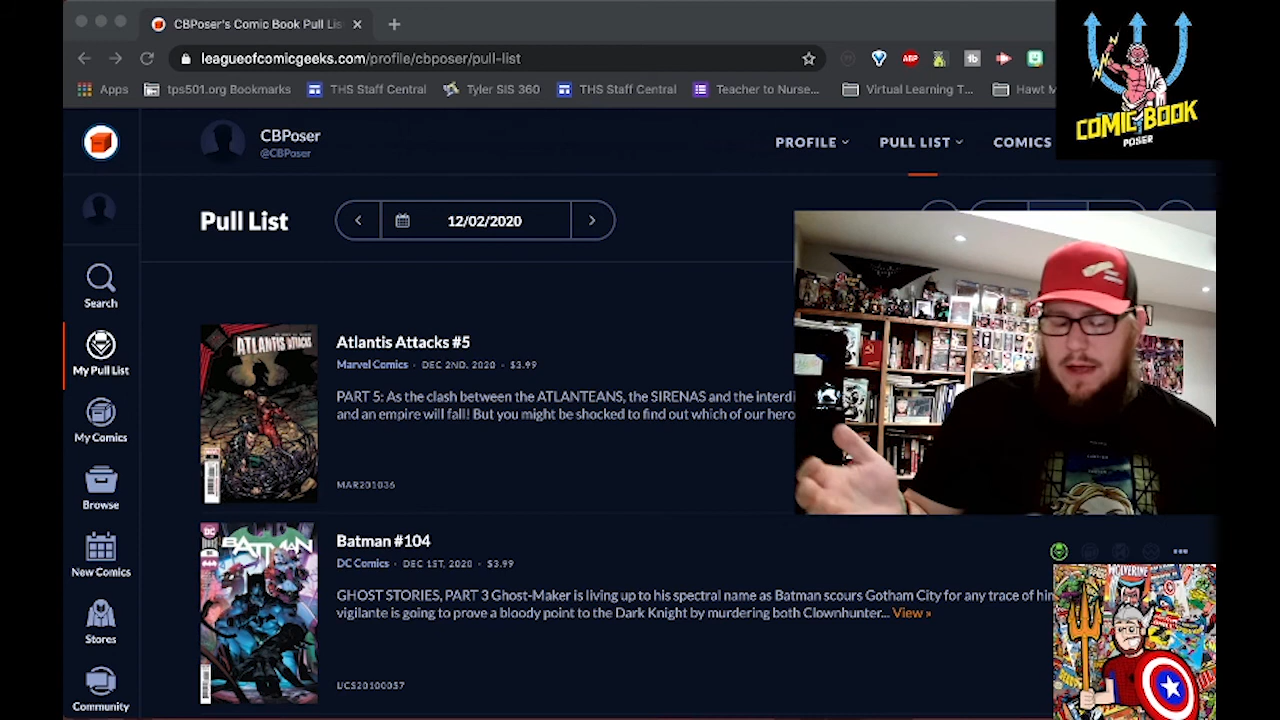 CBPoser's Comic Book Pull Lis
leagueofcomicgeeks.com/profile/cbposer/pull-list
ABP
tb
Apps
tps501.org Bookmarks
THS Staff Central
Tyler SIS 360
THS Staff Central
Teacher to Nurse...
Virtual Learning T...
Hawt M
COMIC BOOK
POSER
CBPoser
@CBPoser
PROFILE
PULL LIST
COMICS
Pull List
12/02/2020
Search
My Pull List
My Comics
Browse
New Comics
Stores
Community
ATLANTIS ATTACKS
Atlantis Attacks #5
Marvel Comics · DEC 2ND, 2020 · $3.99
PART 5: As the clash between the ATLANTEANS, the SIRENAS and the interdi
and an empire will fall! But you might be shocked to find out which of our hero
MAR201036
DC
BATMAN
Batman #104
DC Comics · DEC 1ST, 2020 · $3.99
GHOST STORIES, PART 3 Ghost-Maker is living up to his spectral name as Batman scours Gotham City for any trace of him
vigilante is going to prove a bloody point to the Dark Knight by murdering both Clownhunter... View »
UCS20100057
WOLVERINE